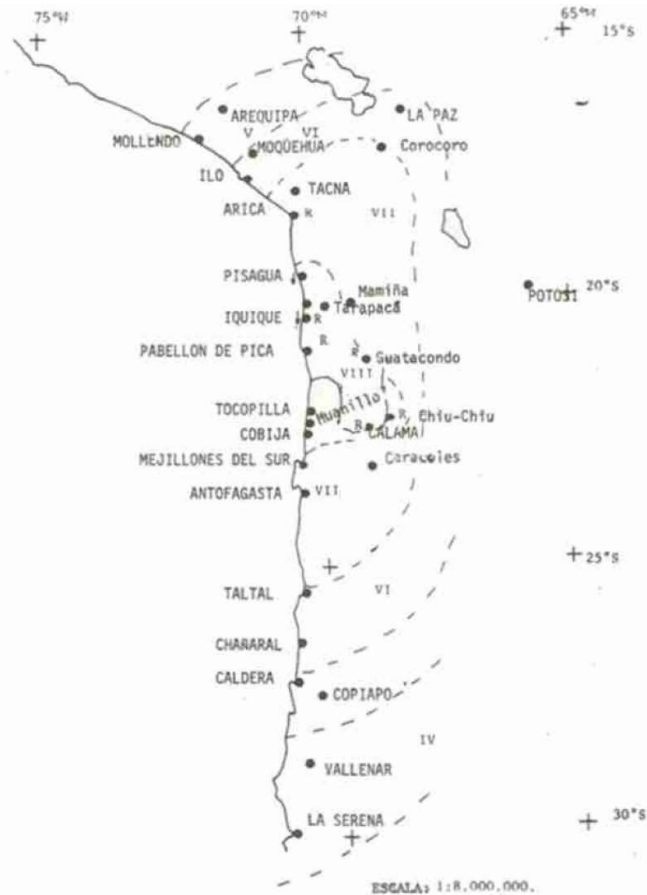 75°W
70°W
65°W
15°S
AREQUIPA
LA PAZ
V
VI
MOLLENDO
MOQUEHUA
Corocoro
ILO
TACNA
ARICA
R
VII
PISAGUA
Mamiña
20°S
Tarapacá
POTOSI
IQUIQUE
R
R
PABELLON DE PICA
R
Guatacondo
VIII
TOCOPILLA
Huanillo
R
Chiu-Chiu
R
COBIJA
CALAMA
MEJILLONES DEL SUR
Caracoles
ANTOFAGASTA
VII
25°S
TALTAL
VI
CHAÑARAL
CALDERA
COPIAPO
IV
VALLENAR
LA SERENA
30°S
ESCALA: 1:8,000.000.